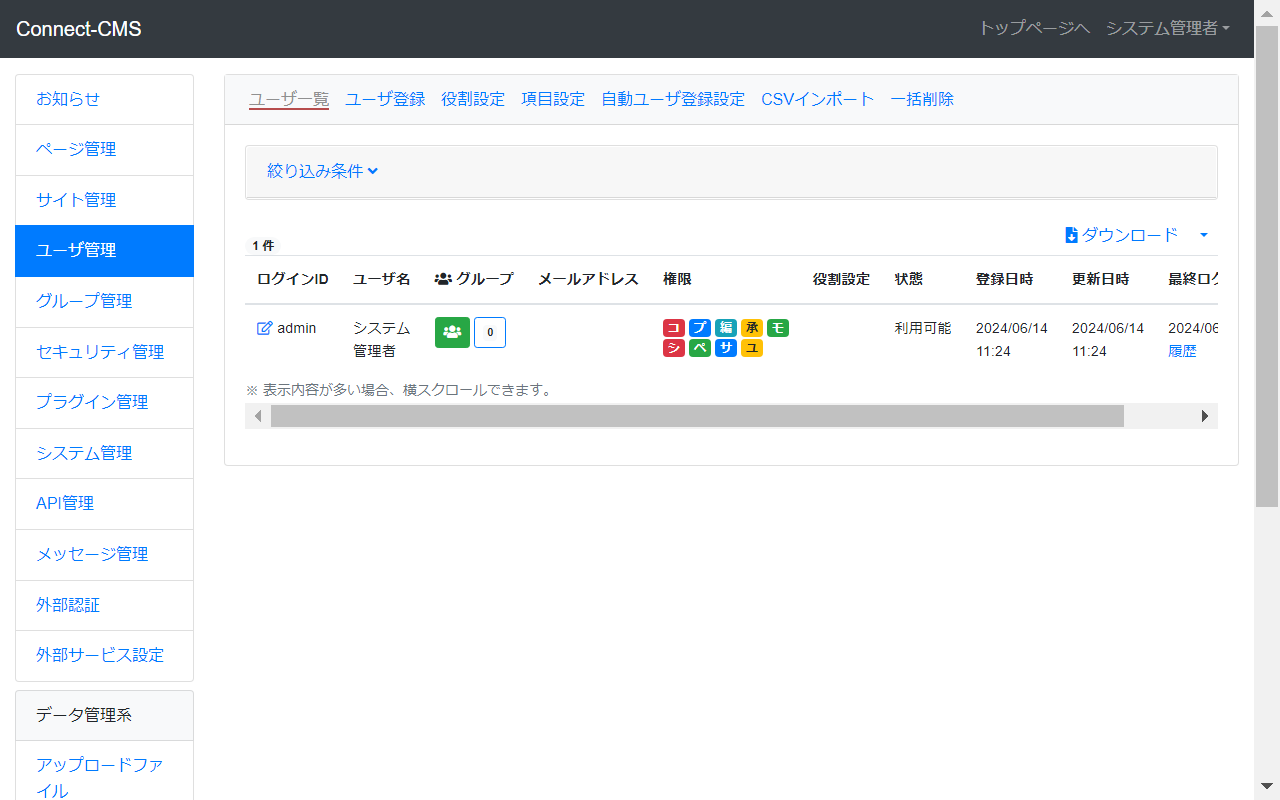 Connect-CMS
トップページへ システム管理者
お知らせ
ページ管理
サイト管理
ユーザ管理
グループ管理
セキュリティ管理
プラグイン管理
システム管理
API管理
メッセージ管理
外部認証
外部サービス設定
データ管理系
アップロードファ
イル
ユーザ一覧 ユーザ登録 役割設定 項目設定 自動ユーザ登録設定 CSVインポート 一括削除
絞り込み条件
1 件
ダウンロード
ログインID ユーザ名 グループ メールアドレス 権限 役割設定 状態 登録日時 更新日時 最終ログ
admin システム 0 コ プ 編 承 モ 利用可能 2024/06/14 2024/06/14 2024/06
管理者 シ ペ サ ユ 11:24 11:24 履歴
※ 表示内容が多い場合、横スクロールできます。